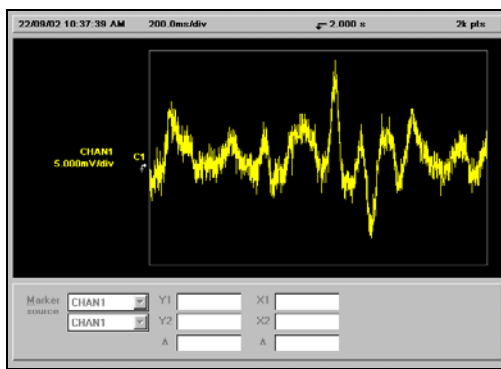 22/09/02 10:37:39 AM 200.0ms/div 2.000 s 2k pts
CHAN1
5.000mV/div
C1
Marker source CHAN1 Y1 X1
CHAN1 Y2 X2
Δ Δ